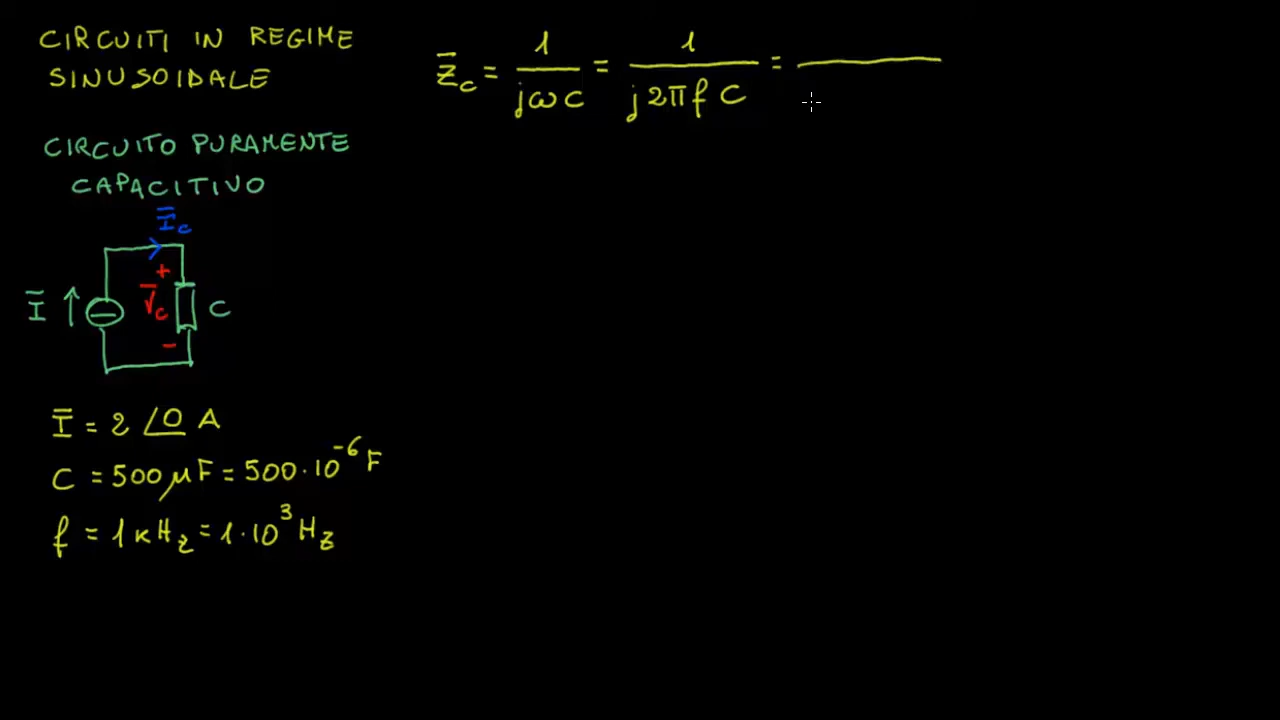 CIRCUITI IN REGIME
SINUSOIDALE
CIRCUITO PURAMENTE
CAPACITIVO
Z̄c = 1/(jωC) = 1/(j2πfC) =
Īc
Ī
+
V̄c
-
C
Ī = 2 ∠0 A
C = 500 μF = 500·10⁻⁶ F
f = 1 KHz = 1·10³ Hz